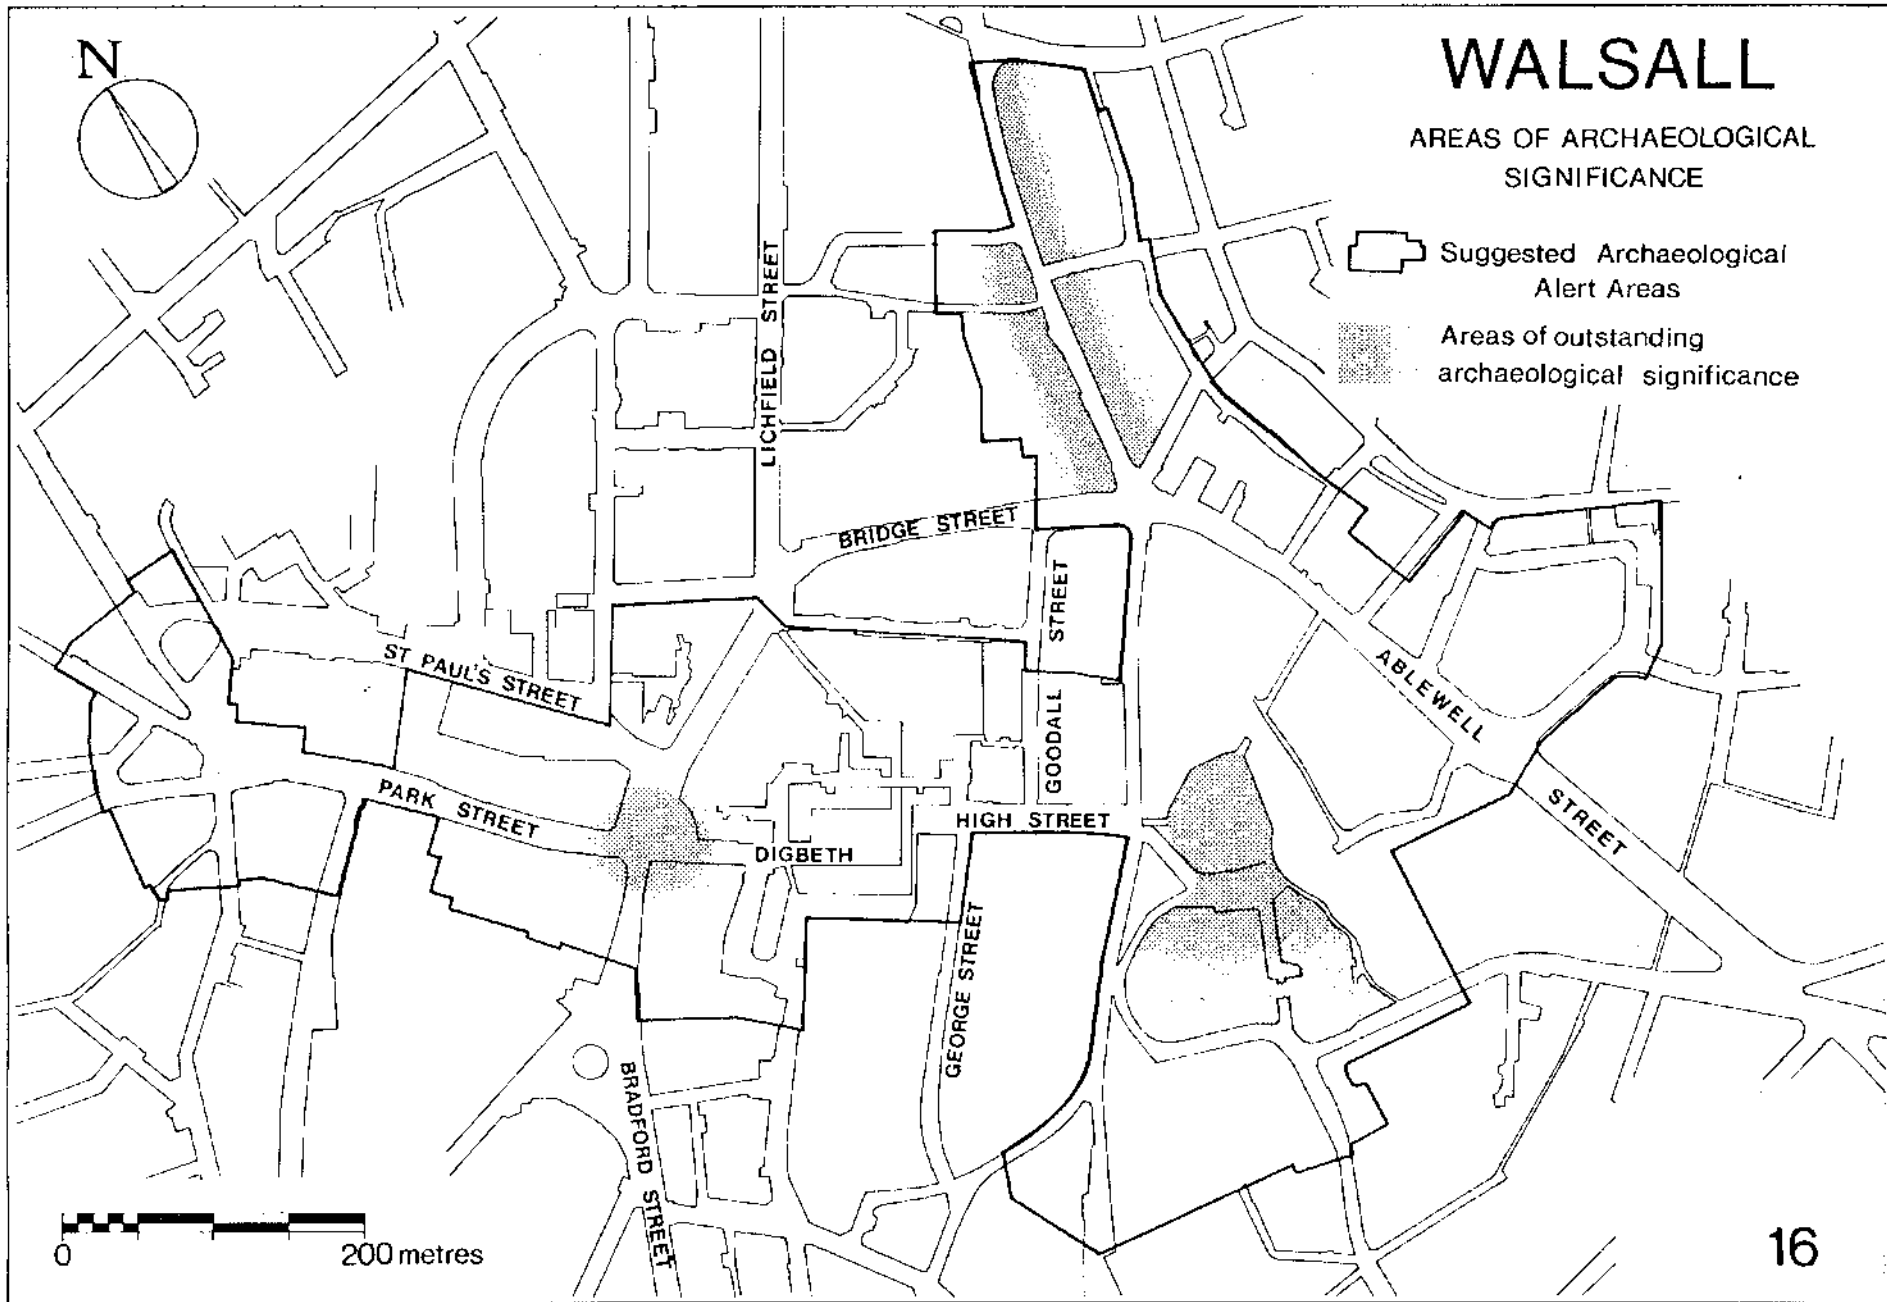 N
WALSALL
AREAS OF ARCHAEOLOGICAL
SIGNIFICANCE
Suggested Archaeological
Alert Areas
Areas of outstanding
archaeological significance
LICHFIELD STREET
BRIDGE STREET
GOODALL STREET
ST PAUL'S STREET
ABLEWELL STREET
PARK STREET
HIGH STREET
DIGBETH
GEORGE STREET
BRADFORD STREET
0 200 metres
16